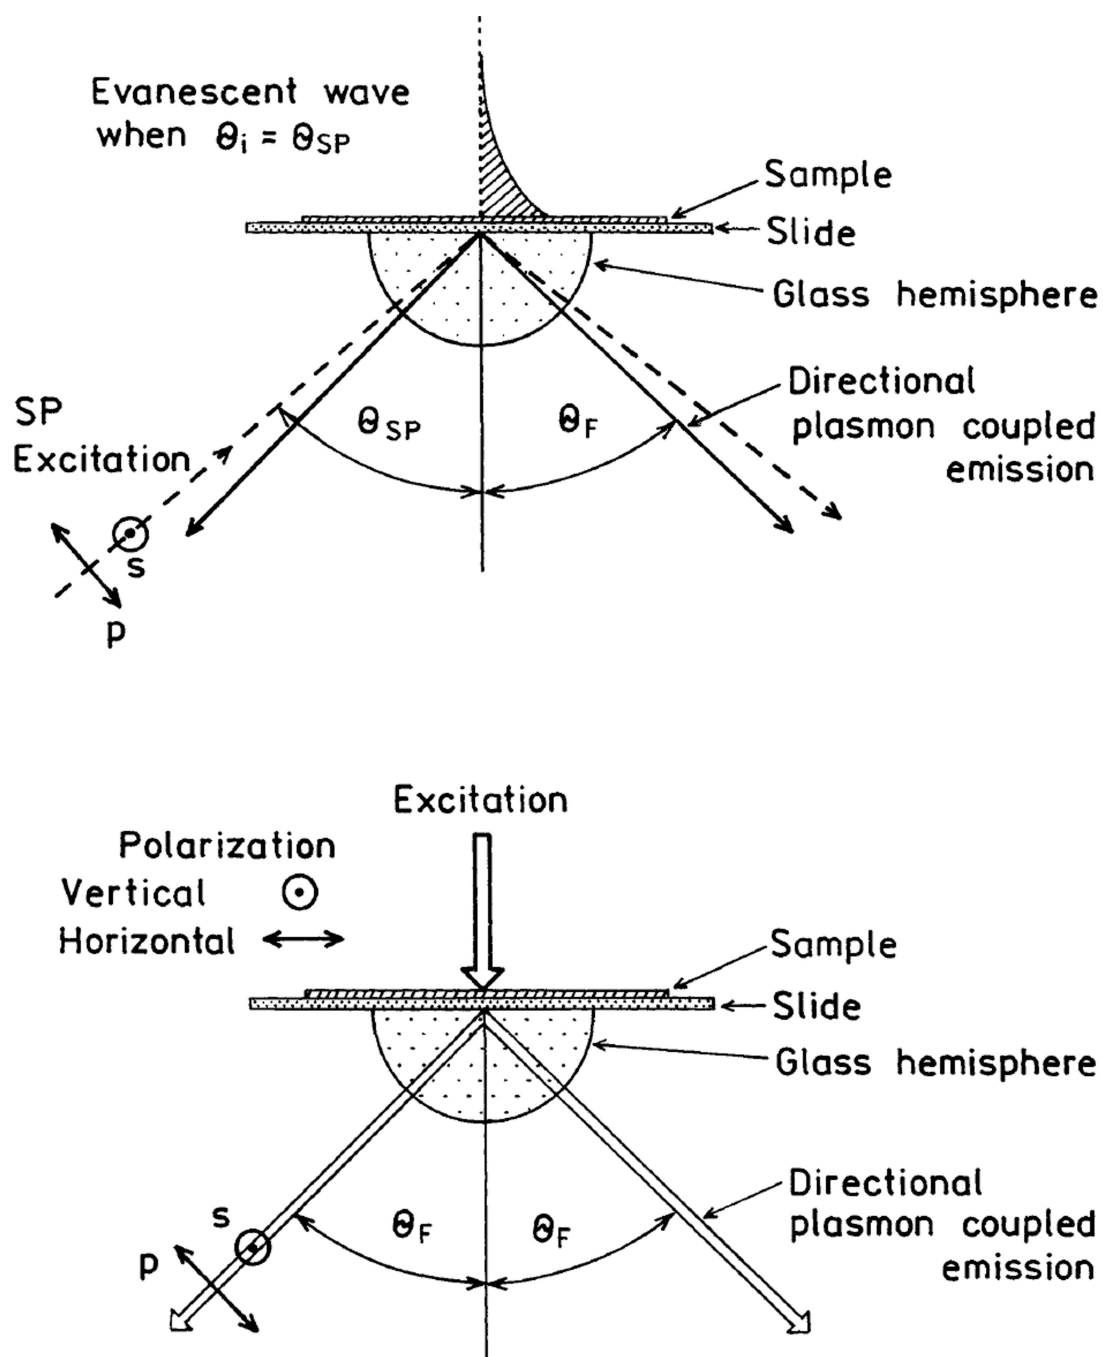 Evanescent wave
when Θi = ΘSP
Sample
Slide
Glass hemisphere
Directional
plasmon coupled
emission
SP
Excitation
ΘSP
ΘF
s
p
Excitation
Polarization
Vertical
Horizontal
Sample
Slide
Glass hemisphere
Directional
plasmon coupled
emission
ΘF
ΘF
s
p